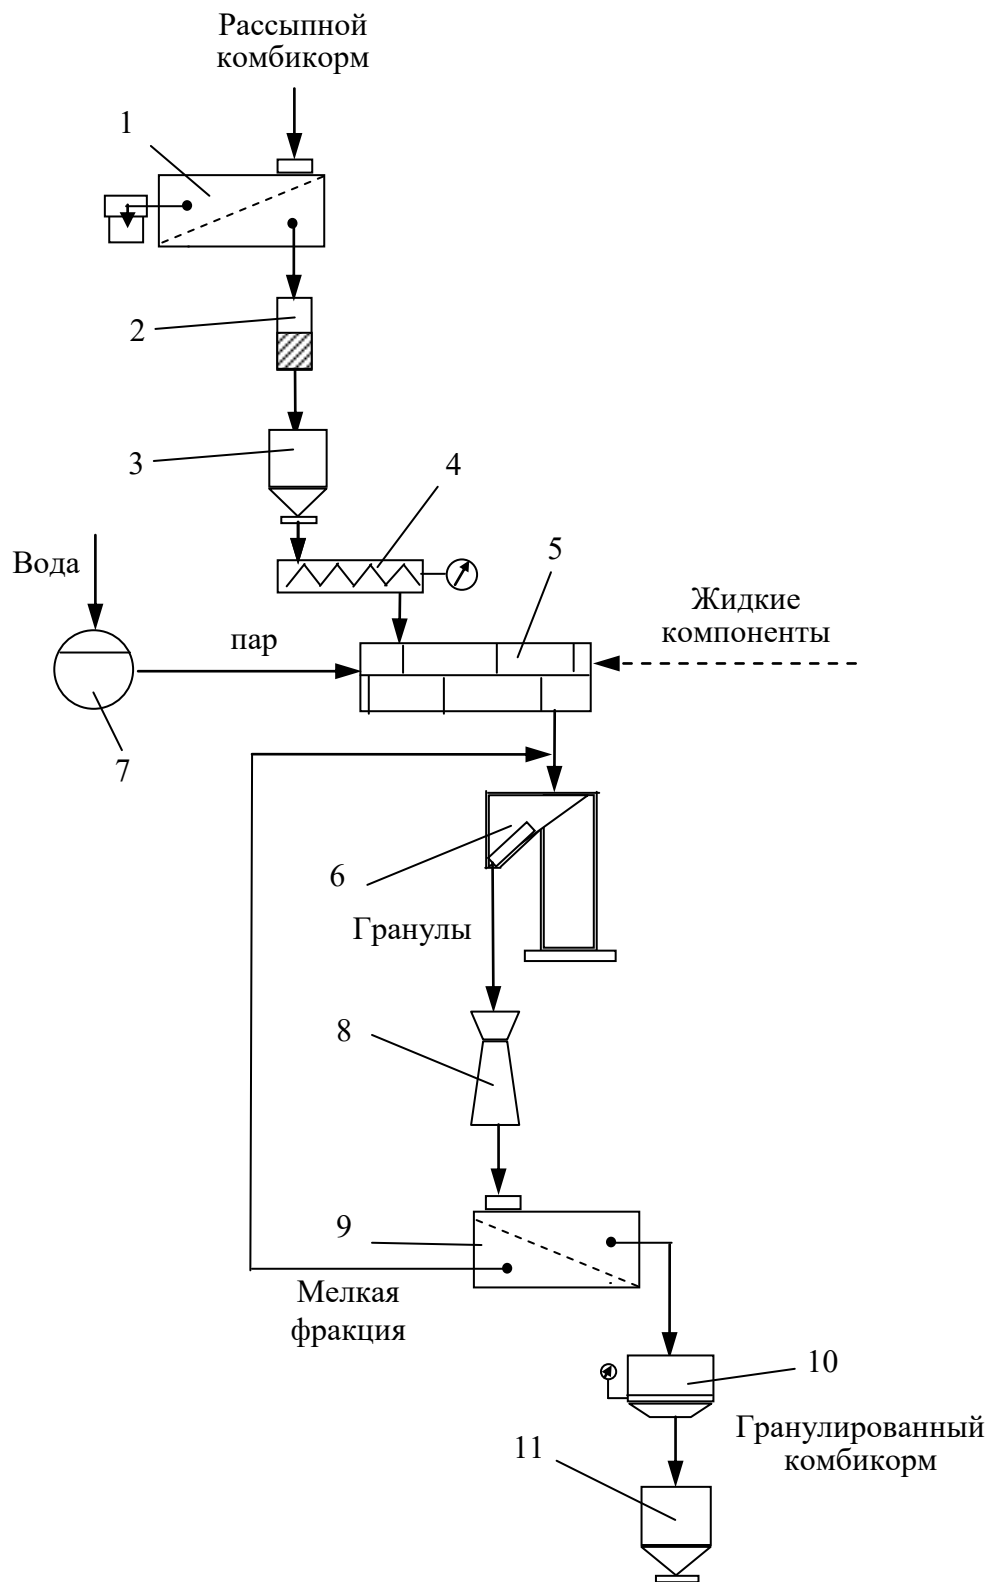 Рассыпной
комбикорм
1
2
3
4
Вода
5
Жидкие
компоненты
пар
7
6
Гранулы
8
9
Мелкая
фракция
10
Гранулированный
комбикорм
11